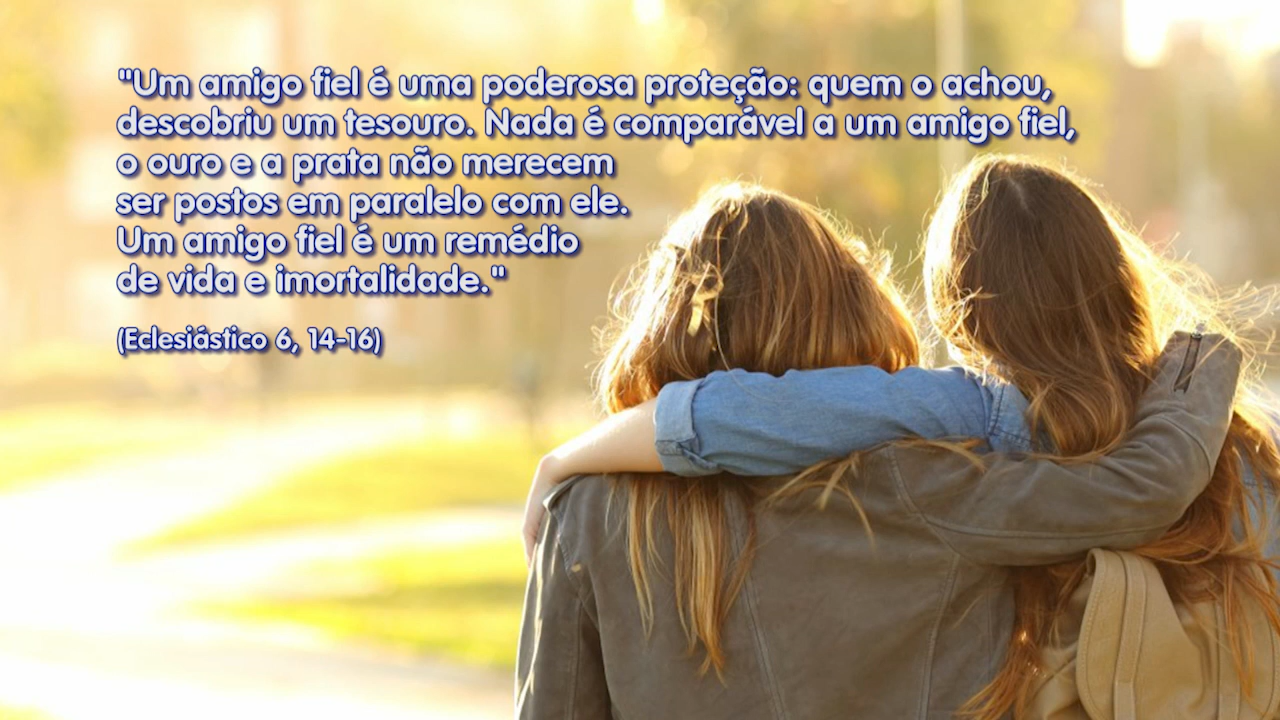 "Um amigo fiel é uma poderosa proteção: quem o achou,
descobriu um tesouro. Nada é comparável a um amigo fiel,
o ouro e a prata não merecem
ser postos em paralelo com ele.
Um amigo fiel é um remédio
de vida e imortalidade."
(Eclesiástico 6, 14-16)